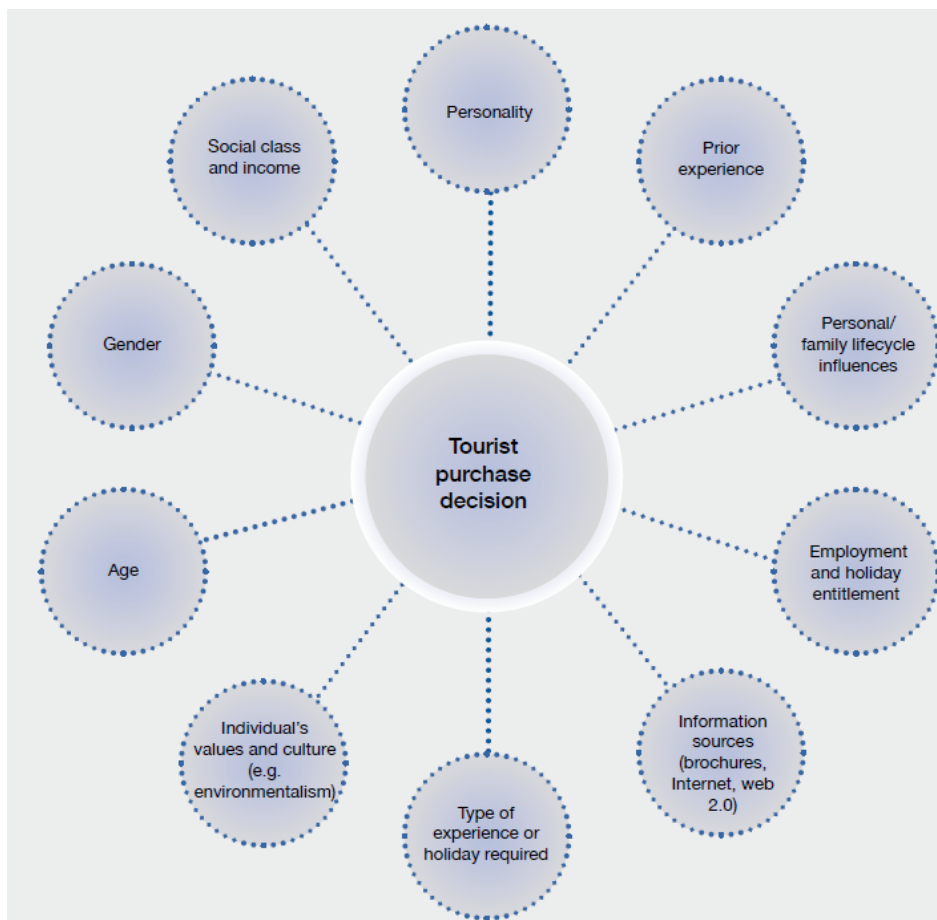 Personality
Social class
and income
Prior
experience
Gender
Personal/
family lifecycle
influences
Tourist
purchase
decision
Age
Employment
and holiday
entitlement
Individual's
values and culture
(e.g.
environmentalism)
Information
sources
(brochures,
Internet, web
2.0)
Type of
experience or
holiday required